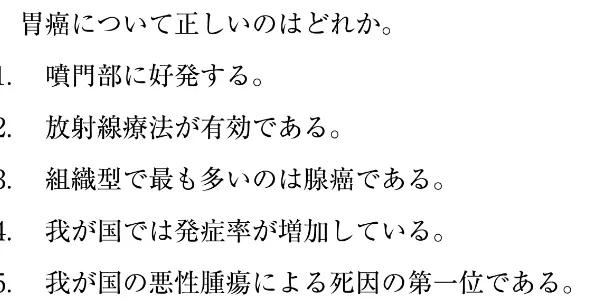 胃癌について正しいのはどれか。
1. 噴門部に好発する。
2. 放射線療法が有効である。
3. 組織型で最も多いのは腺癌である。
4. 我が国では発症率が増加している。
5. 我が国の悪性腫瘍による死因の第一位である。